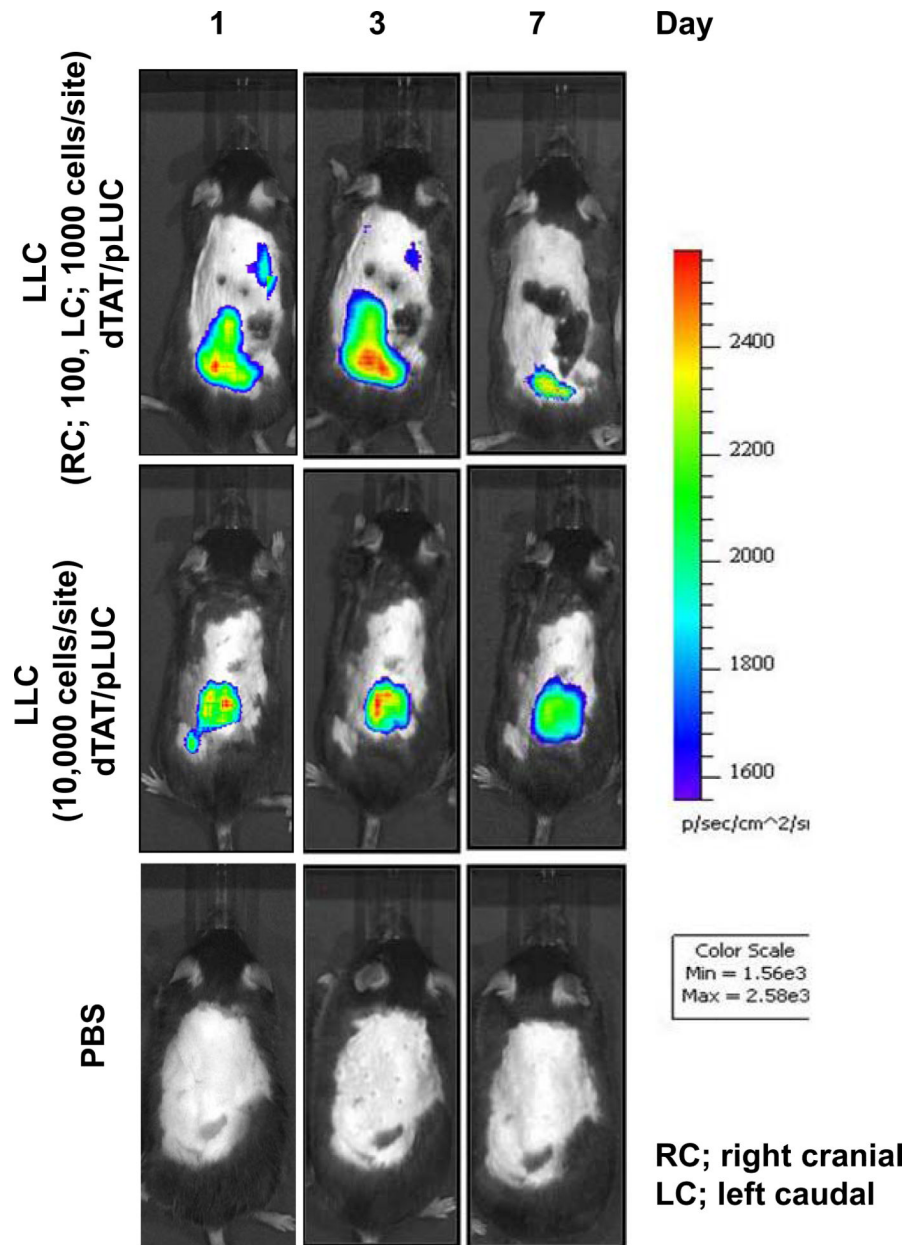 1 3 7 Day
LLC
(RC; 100, LC; 1000 cells/site)
dTAT/pLUC
LLC
(10,000 cells/site)
dTAT/pLUC
PBS
2400
2200
2000
1800
1600
p/sec/cm^2/sr
Color Scale
Min = 1.56e3
Max = 2.58e3
RC; right cranial
LC; left caudal